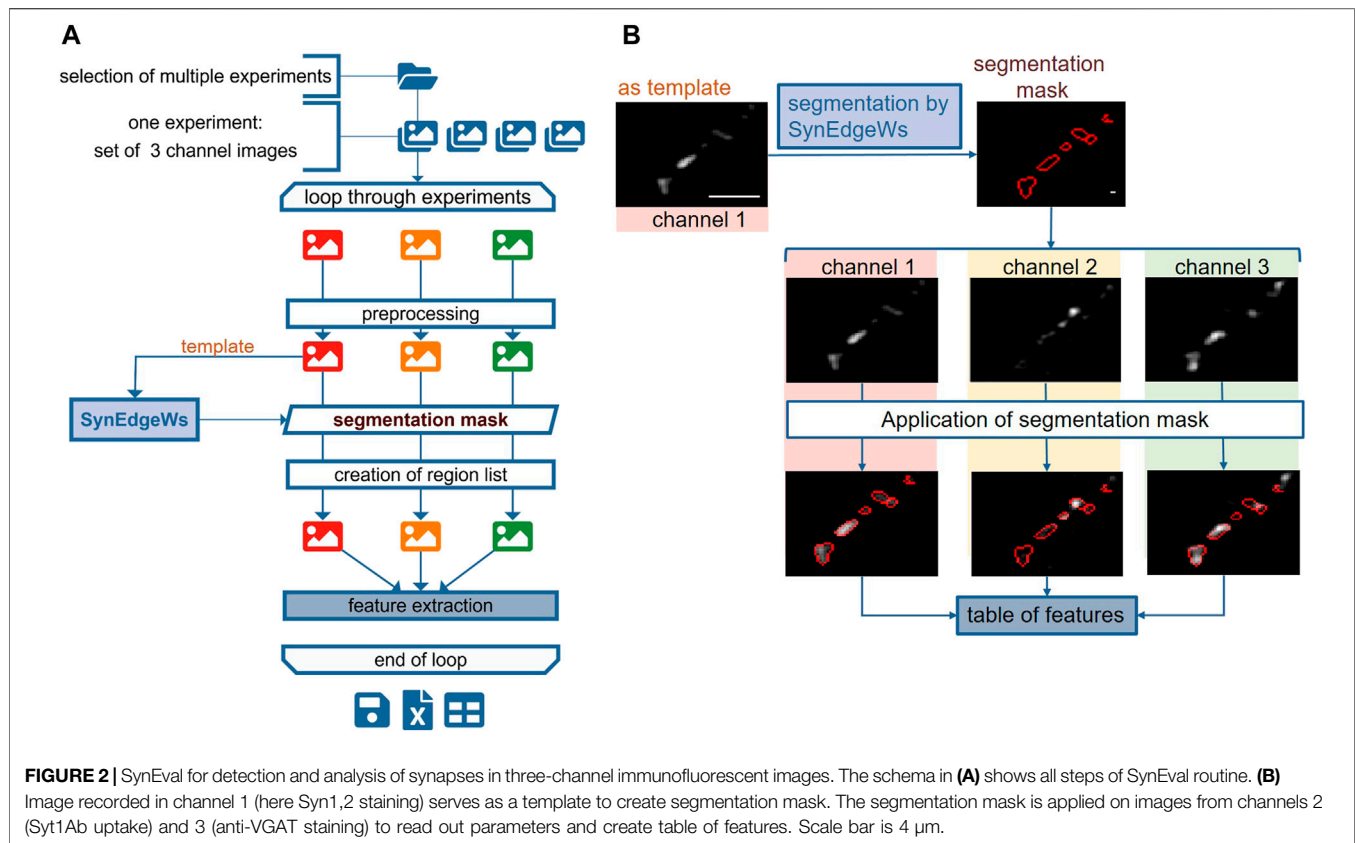 A
selection of multiple experiments
one experiment:
set of 3 channel images
loop through experiments
preprocessing
template
SynEdgeWs
segmentation mask
creation of region list
feature extraction
end of loop
X
B
as template
segmentation by
SynEdgeWs
segmentation
mask
channel 1
channel 1
channel 2
channel 3
Application of segmentation mask
table of features
FIGURE 2 | SynEval for detection and analysis of synapses in three-channel immunofluorescent images. The schema in (A) shows all steps of SynEval routine. (B)
Image recorded in channel 1 (here Syn1,2 staining) serves as a template to create segmentation mask. The segmentation mask is applied on images from channels 2
(Syt1Ab uptake) and 3 (anti-VGAT staining) to read out parameters and create table of features. Scale bar is 4 μm.